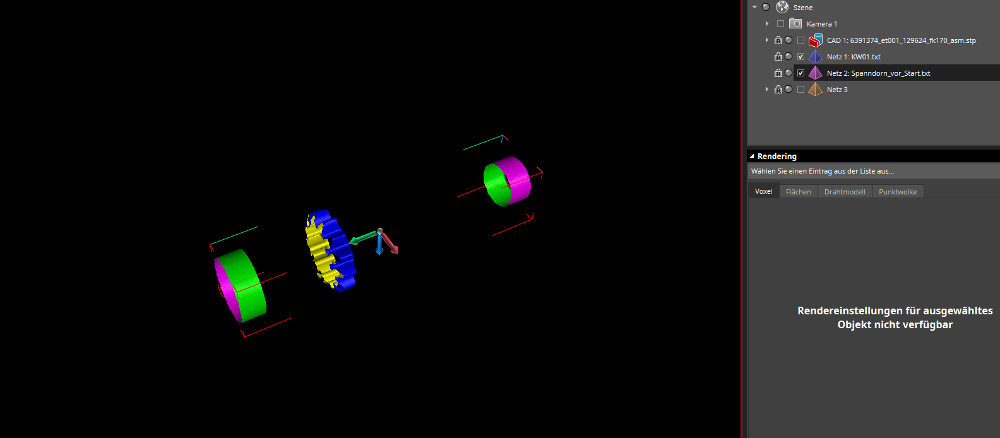 Szene
Kamera 1
CAD 1: 6391374_et001_129624_fk170_asm.stp
Netz 1: KW01.txt
Netz 2: Spanndorn_vor_Start.txt
Netz 3
Rendering
Wählen Sie einen Eintrag aus der Liste aus...
Voxel Flächen Drahtmodell Punktwolke
Rendereinstellungen für ausgewähltes
Objekt nicht verfügbar